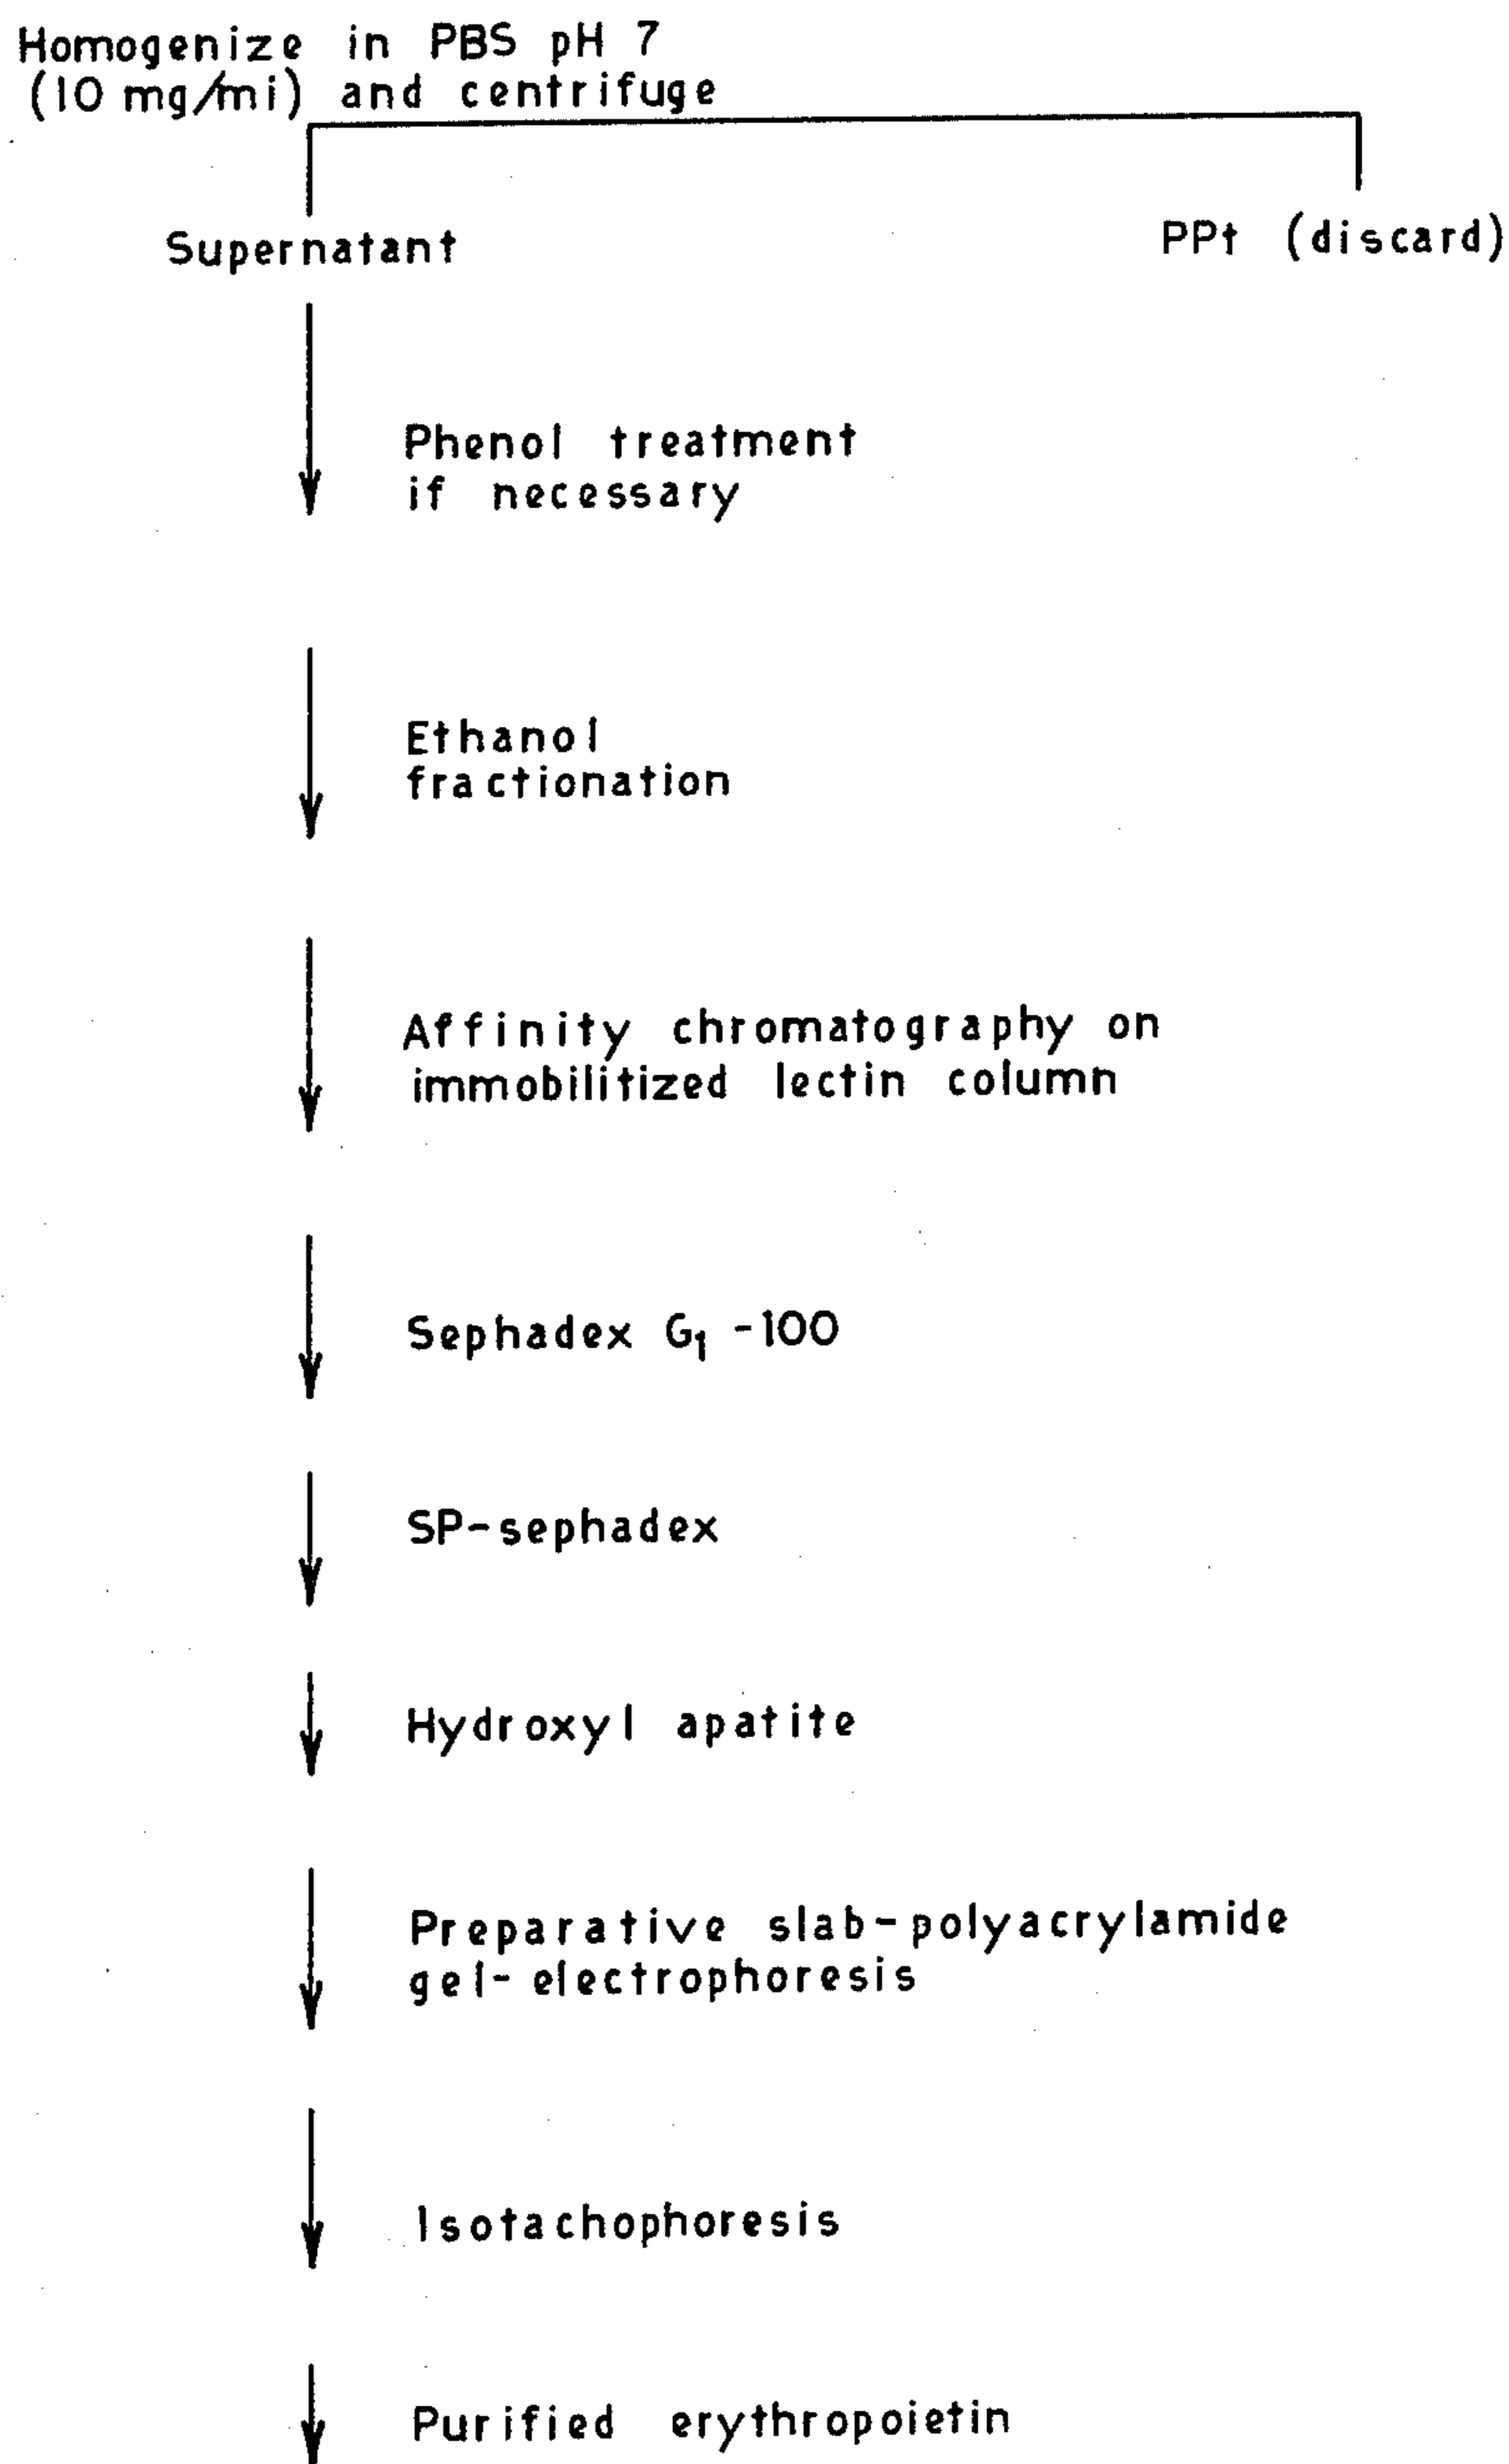 Homogenize in PBS pH 7
(10 mg/mi) and centrifuge
Supernatant
PPt (discard)
Phenol treatment
if necessary
Ethanol
fractionation
Affinity chromatography on
immobilitized lectin column
Sephadex G1 -100
SP-sephadex
Hydroxyl apatite
Preparative slab-polyacrylamide
gel-electrophoresis
Isotachophoresis
Purified erythropoietin